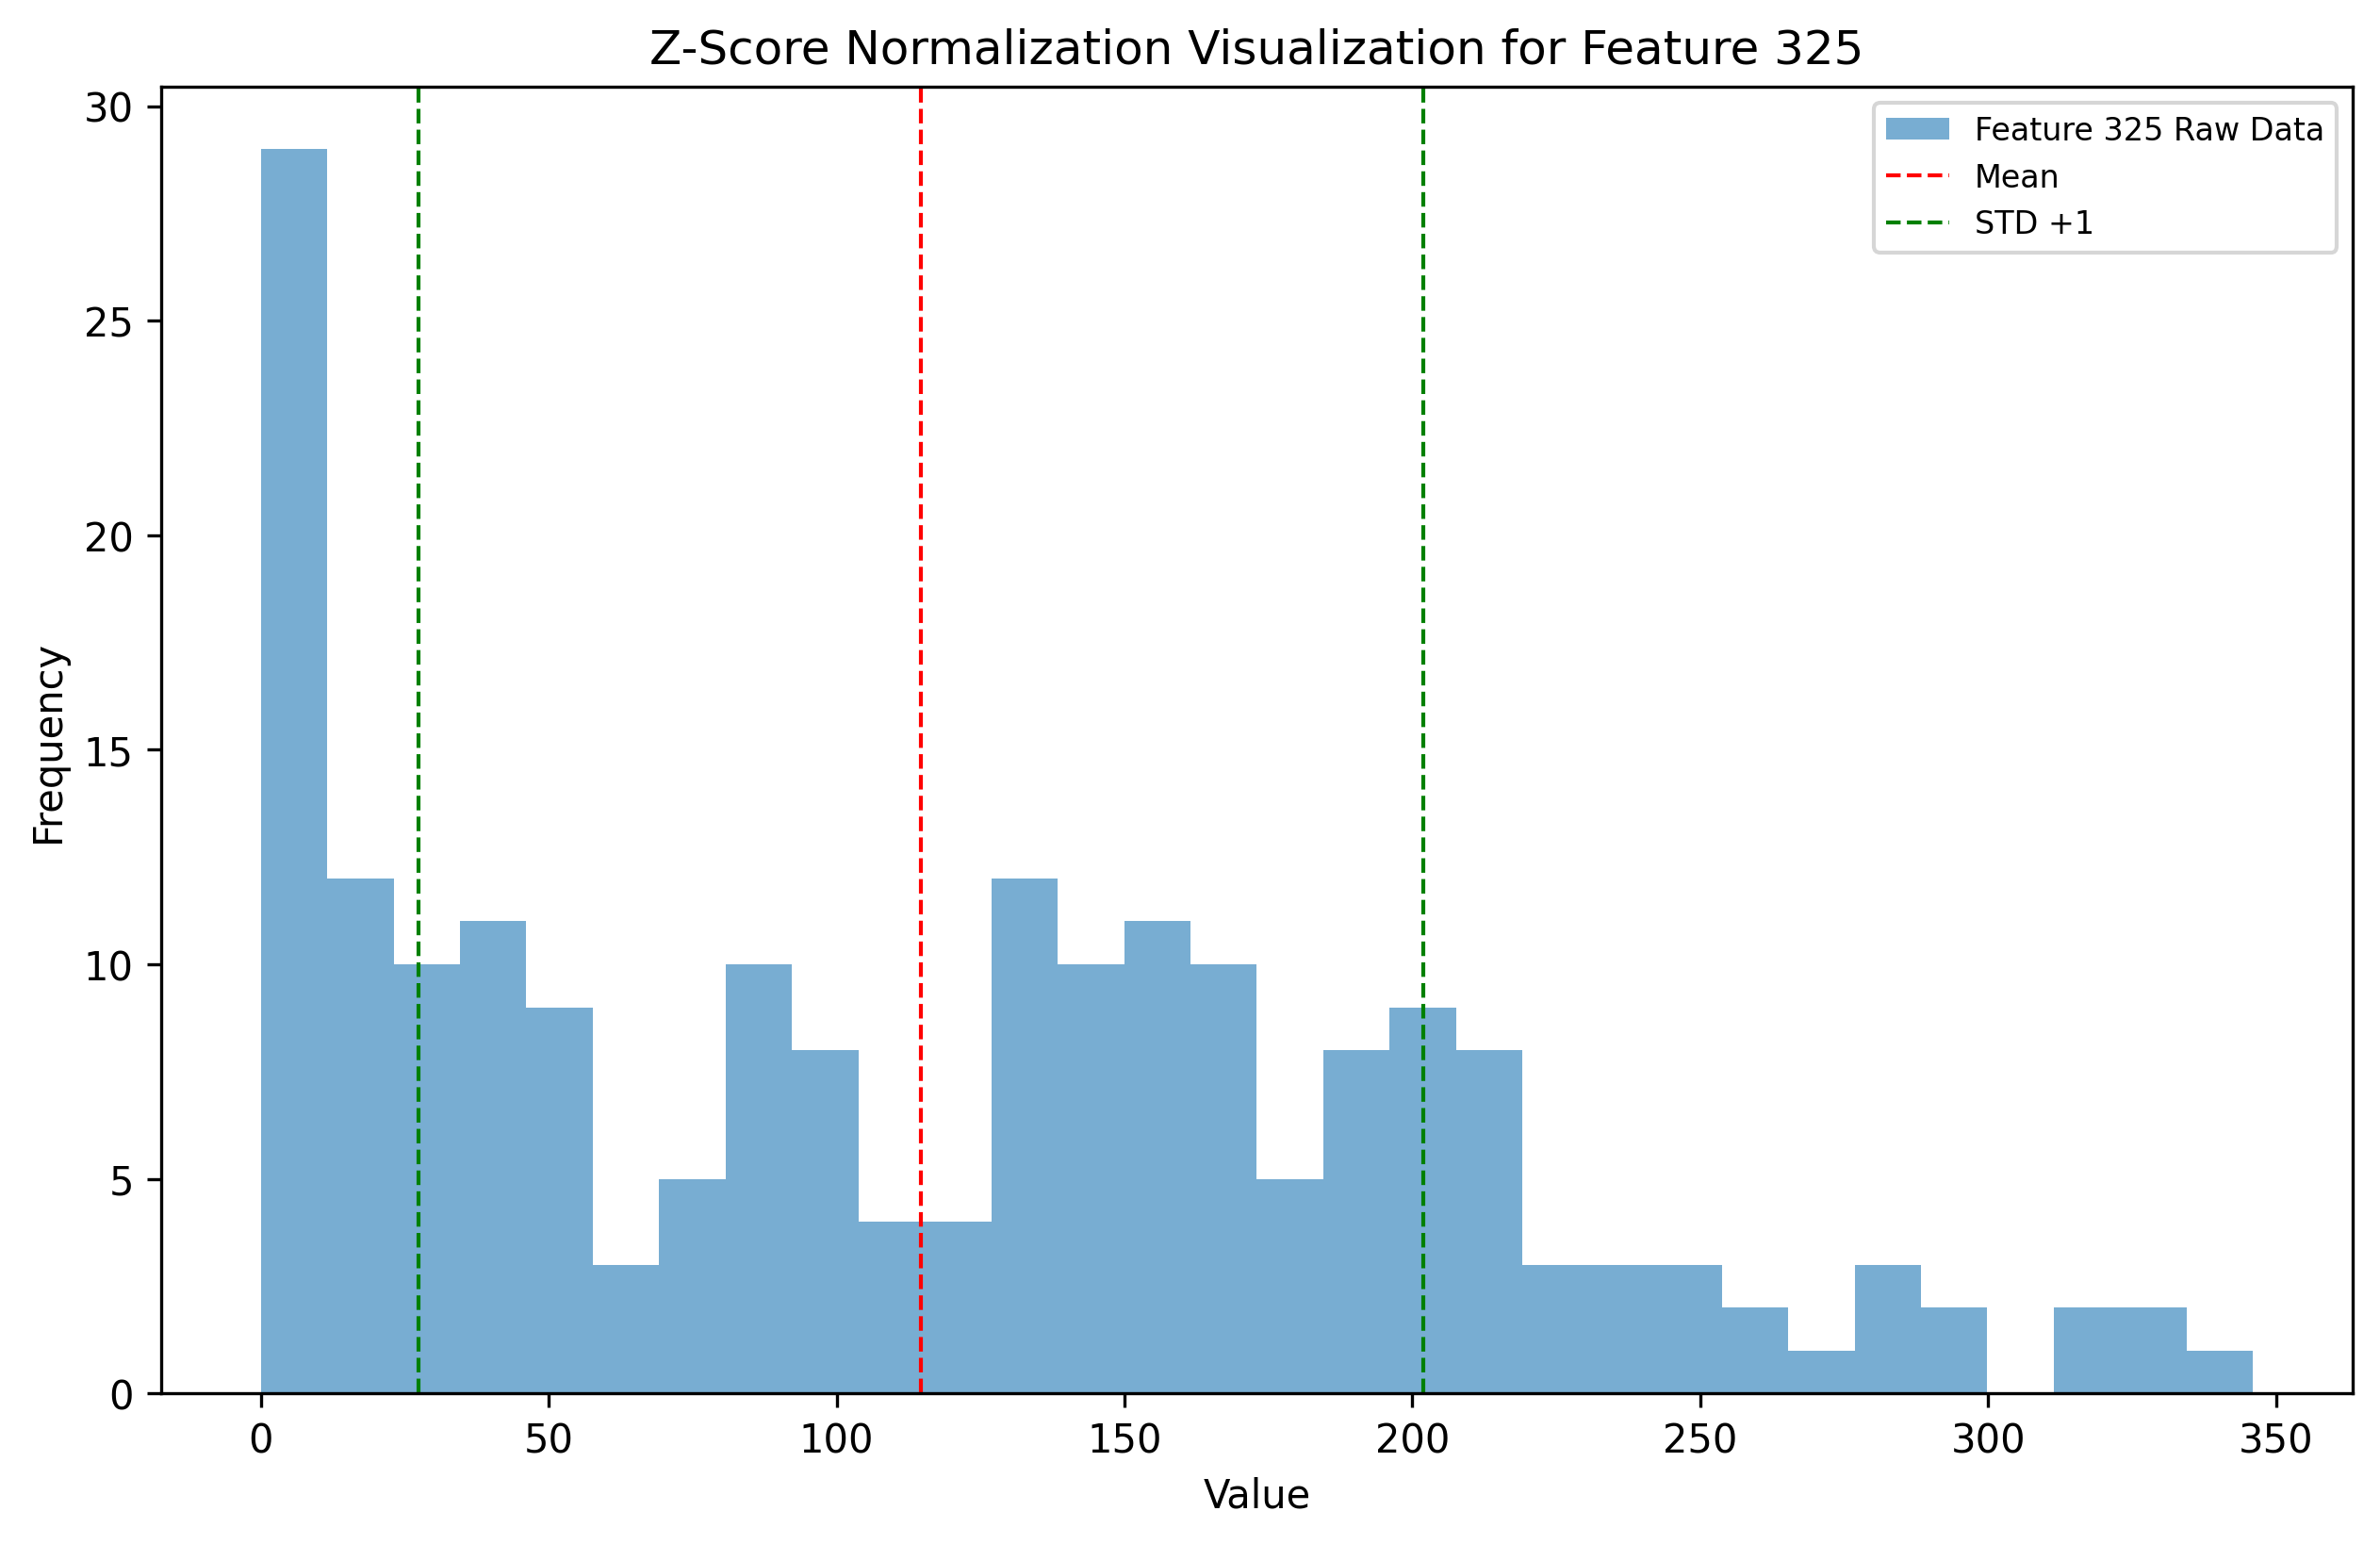 Z-Score Normalization Visualization for Feature 325
Feature 325 Raw Data
Mean
STD +1
30
25
20
15
10
5
0
Frequency
0 50 100 150 200 250 300 350
Value